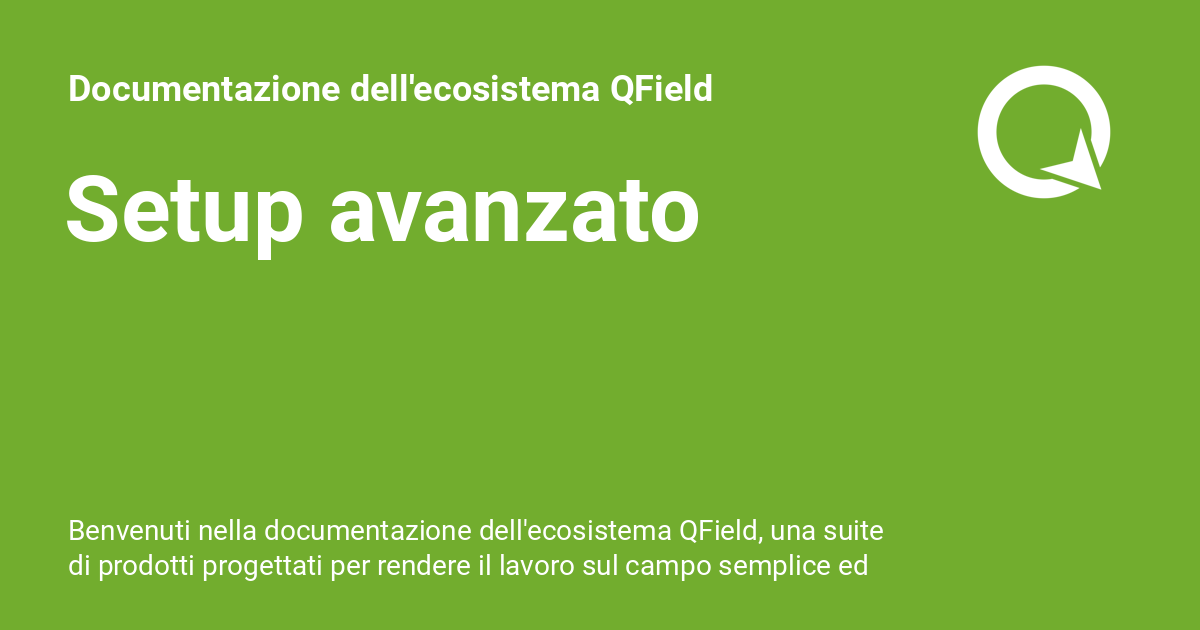 Documentazione dell'ecosistema QField
Setup avanzato
Benvenuti nella documentazione dell'ecosistema QField, una suite
di prodotti progettati per rendere il lavoro sul campo semplice ed